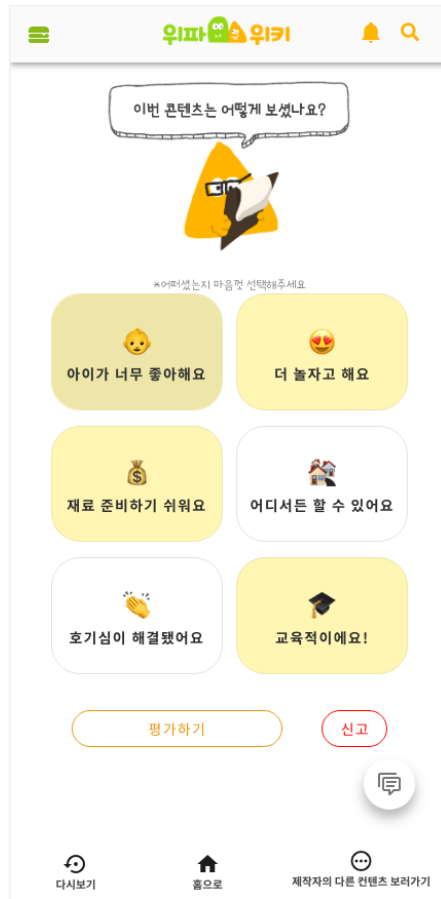 위파위키
이번 콘텐츠는 어떻게 보셨나요?
*어떠셨는지 마음껏 선택해주세요
아이가 너무 좋아해요
더 놀자고 해요
재료 준비하기 쉬워요
어디서든 할 수 있어요
호기심이 해결됐어요
교육적이에요!
평가하기
신고
다시보기
홈으로
제작자의 다른 컨텐츠 보러가기